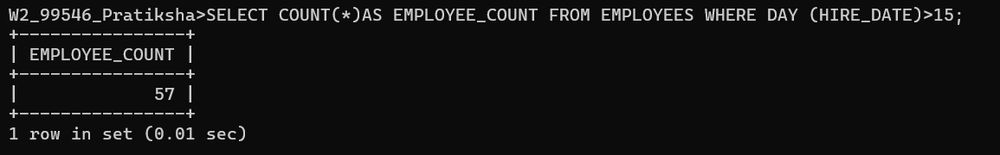 W2_99546_Pratiksha>SELECT COUNT(*)AS EMPLOYEE_COUNT FROM EMPLOYEES WHERE DAY (HIRE_DATE)>15;
+----------------+
| EMPLOYEE_COUNT |
+----------------+
|             57 |
+----------------+
1 row in set (0.01 sec)